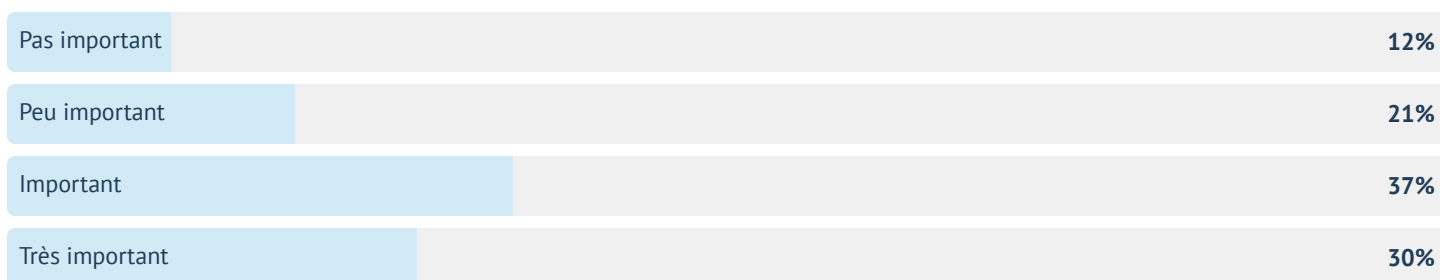 Pas important 12%
Peu important 21%
Important 37%
Très important 30%